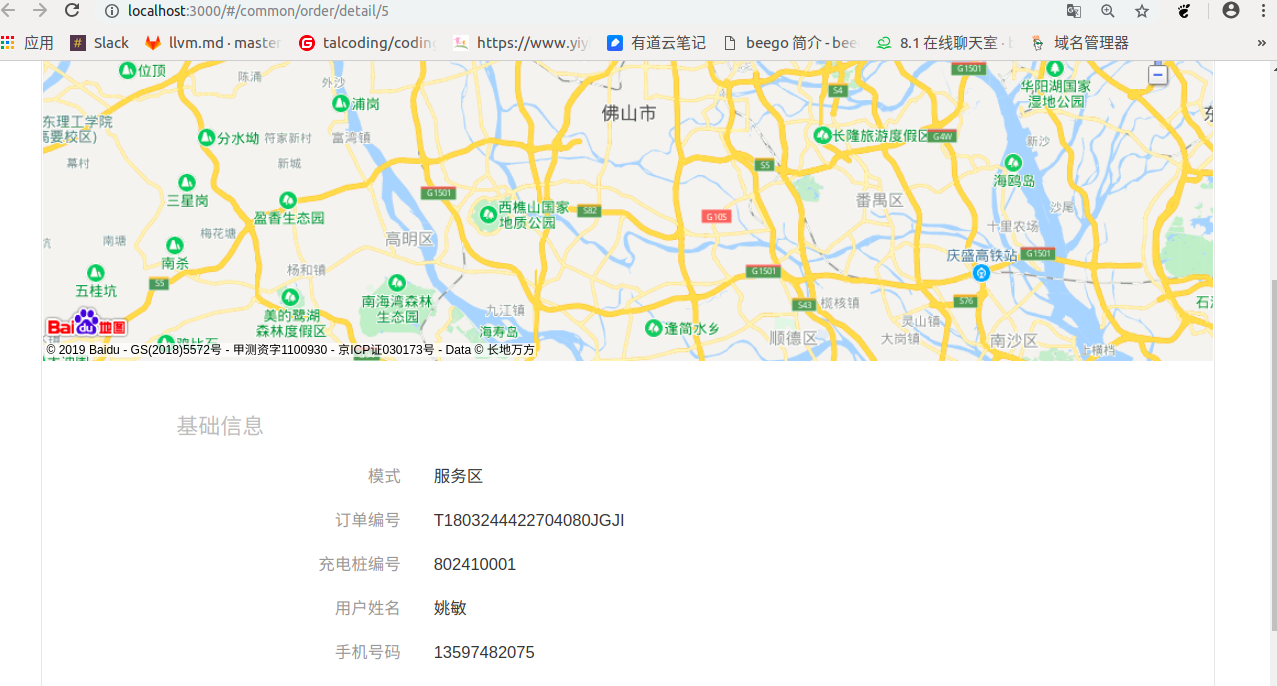 localhost:3000/#/common/order/detail/5
应用 Slack llvm.md · master talcoding/coding https://www.yiy 有道云笔记 beego 简介 - bee 8.1 在线聊天室 · 域名管理器 »
位顶
陈涌
外沙
G1501
华阳湖国家
湿地公园
浦岗
S4
佛山市
东
东理工学院
高要校区)
分水坳
符家新村
富湾镇
长隆旅游度假区
G4W
新沙
幕村
新城
S5
海鸥岛
三星岗
G1501
盈香生态园
西樵山国家
地质公园
S82
G105
番禺区
沙尾
南塘
梅花塘
高明区
十里农场
南杀
庆盛高铁站
G1501
杨和镇
G1501
五桂坑
S5
南海湾森林
生态园
美的鹭湖
森林度假区
九江镇
S43
榄核镇
S76
石
Bai du 地图
海寿岛
逢简水乡
顺德区
灵山镇
大岗镇
南沙区
上横档
© 2019 Baidu - GS(2018)5572号 - 甲测资字1100930 - 京ICP证030173号 - Data © 长地万方
基础信息
模式 服务区
订单编号 T1803244422704080JGJI
充电桩编号 802410001
用户姓名 姚敏
手机号码 13597482075